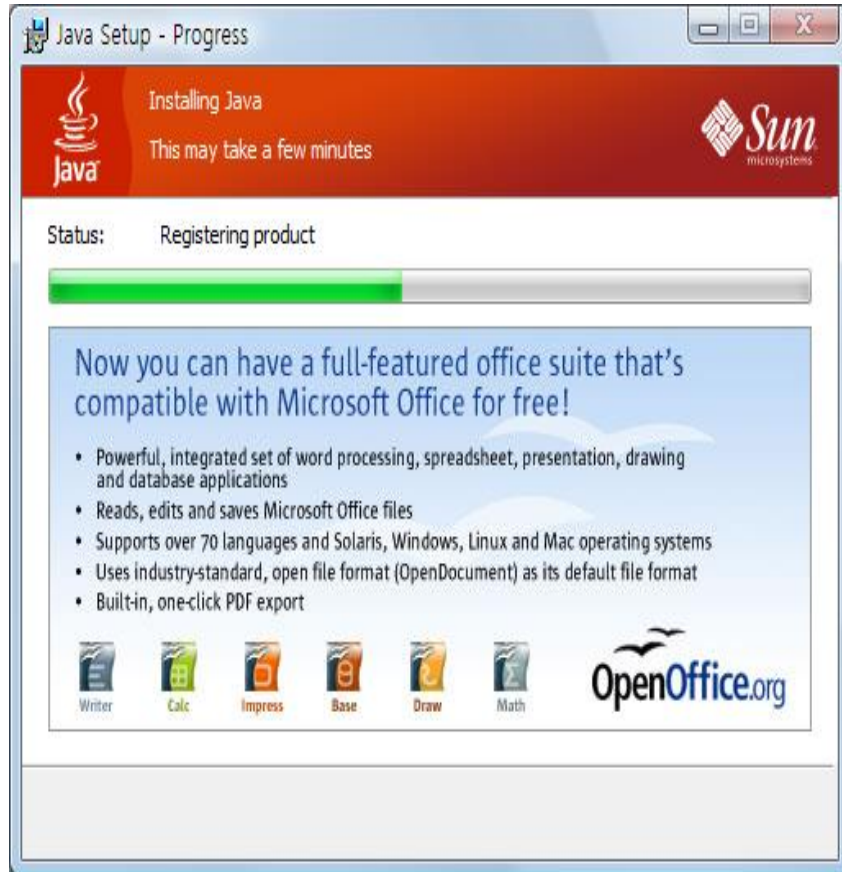 Java Setup - Progress
Installing Java
This may take a few minutes
Java
Sun
microsystems
Status: Registering product
Now you can have a full-featured office suite that's
compatible with Microsoft Office for free!
• Powerful, integrated set of word processing, spreadsheet, presentation, drawing
and database applications
• Reads, edits and saves Microsoft Office files
• Supports over 70 languages and Solaris, Windows, Linux and Mac operating systems
• Uses industry-standard, open file format (OpenDocument) as its default file format
• Built-in, one-click PDF export
Writer Calc Impress Base Draw Math
OpenOffice.org